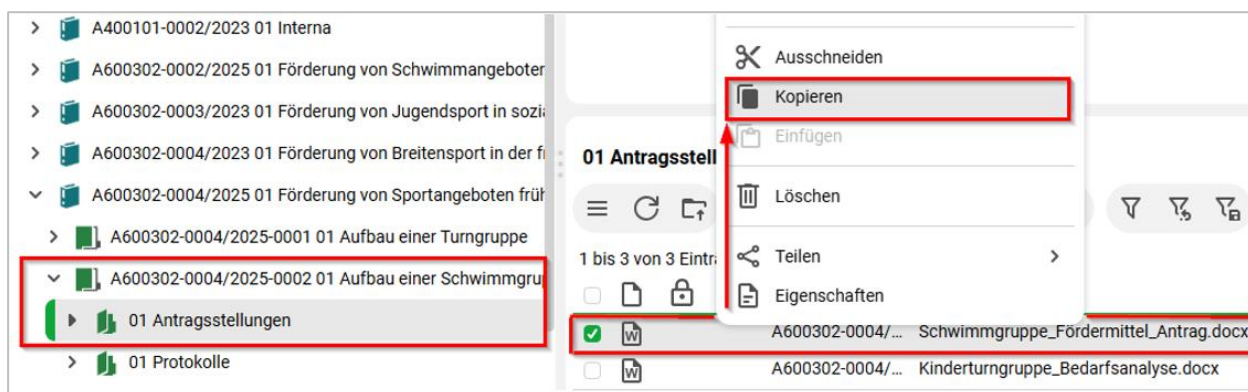 A400101-0002/2023 01 Interna
A600302-0002/2025 01 Förderung von Schwimmangeboten
A600302-0003/2023 01 Förderung von Jugendsport in sozi
A600302-0004/2023 01 Förderung von Breitensport in der f
A600302-0004/2025 01 Förderung von Sportangeboten früh
A600302-0004/2025-0001 01 Aufbau einer Turngruppe
A600302-0004/2025-0002 01 Aufbau einer Schwimmgru
01 Antragsstellungen
01 Protokolle
Ausschneiden
Kopieren
Einfügen
Löschen
Teilen
Eigenschaften
01 Antragsstell
1 bis 3 von 3 Eintr
A600302-0004/... Schwimmgruppe_Fördermittel_Antrag.docx
A600302-0004/... Kinderturngruppe_Bedarfsanalyse.docx